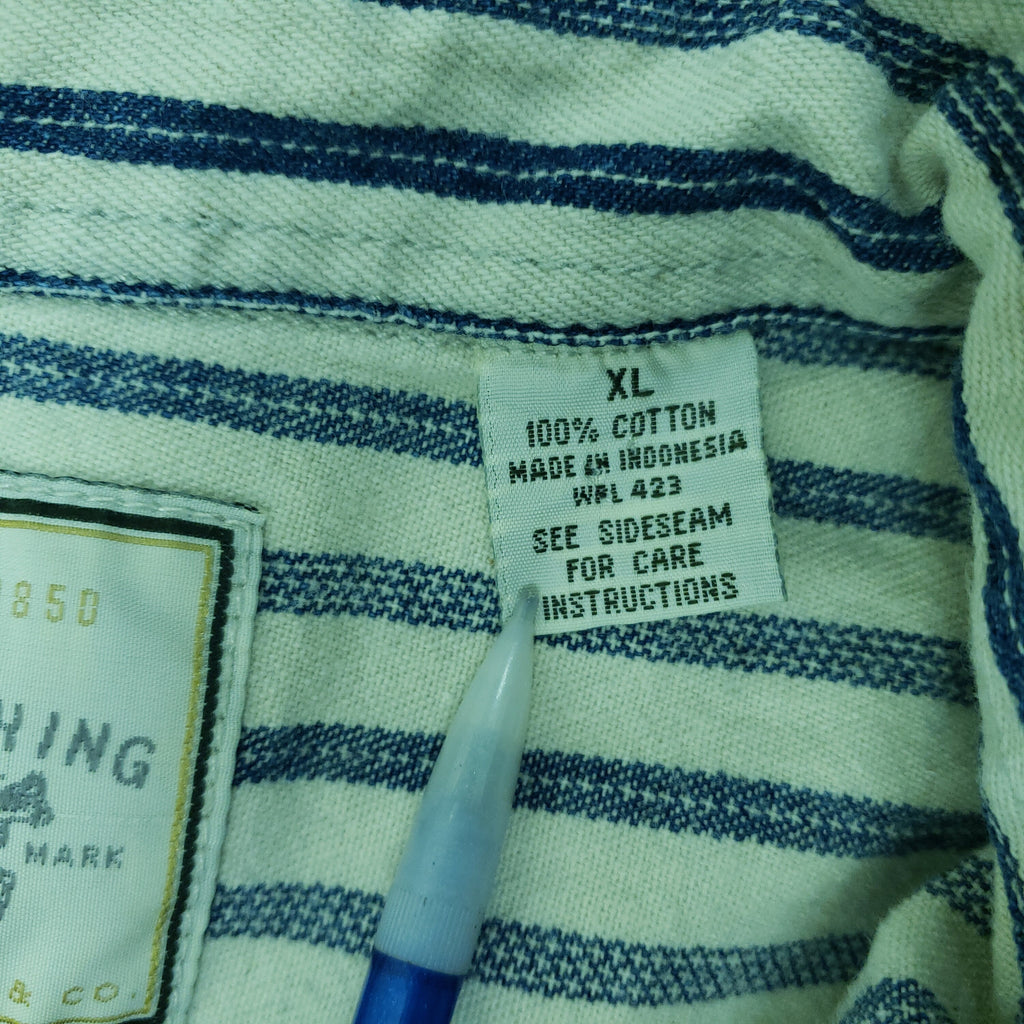 XL
100% COTTON
MADE IN INDONESIA
WPL 423
SEE SIDESEAM
FOR CARE
INSTRUCTIONS
850
HING
MARK
& CO.